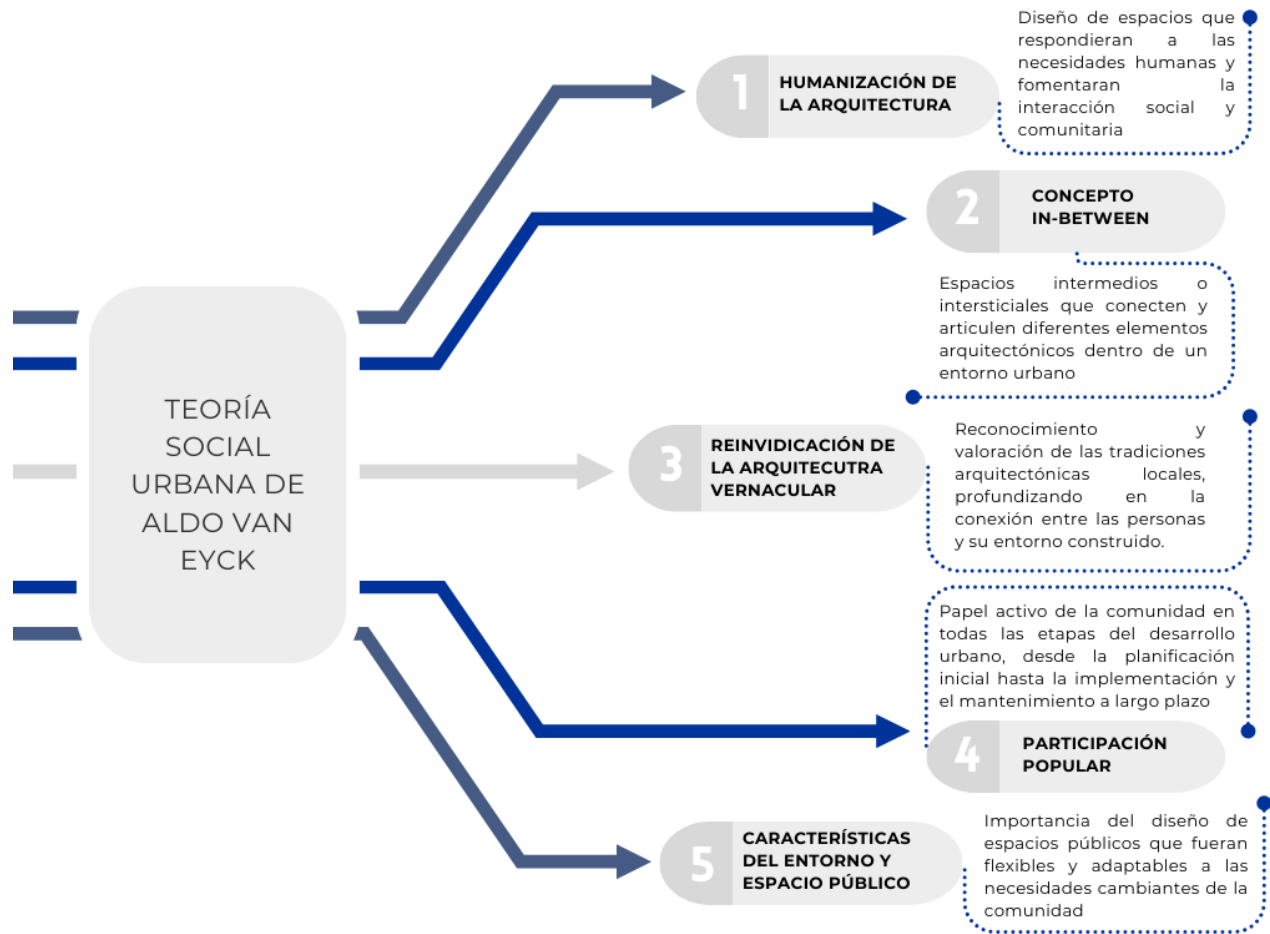 TEORÍA
SOCIAL
URBANA DE
ALDO VAN
EYCK
1
HUMANIZACIÓN DE
LA ARQUITECTURA
Diseño de espacios que
respondieran a las
necesidades humanas y
fomentaran la
interacción social y
comunitaria
2
CONCEPTO
IN-BETWEEN
Espacios intermedios o
intersticiales que conecten y
articulen diferentes elementos
arquitectónicos dentro de un
entorno urbano
3
REINVIDICACIÓN DE
LA ARQUITECUTRA
VERNACULAR
Reconocimiento y
valoración de las tradiciones
arquitectónicas locales,
profundizando en la
conexión entre las personas
y su entorno construido.
Papel activo de la comunidad en
todas las etapas del desarrollo
urbano, desde la planificación
inicial hasta la implementación y
el mantenimiento a largo plazo
4
PARTICIPACIÓN
POPULAR
5
CARACTERÍSTICAS
DEL ENTORNO Y
ESPACIO PÚBLICO
Importancia del diseño de
espacios públicos que fueran
flexibles y adaptables a las
necesidades cambiantes de la
comunidad